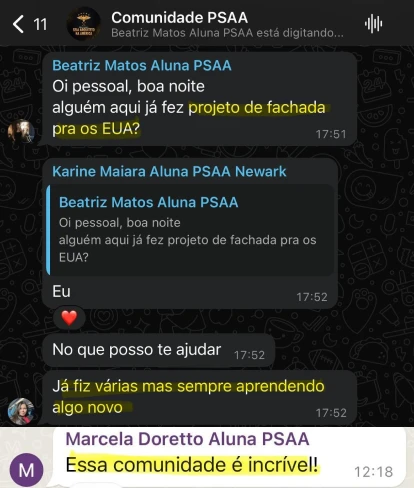 11
Comunidade PSAA
Beatriz Matos Aluna PSAA está digitando...
Beatriz Matos Aluna PSAA
Oi pessoal, boa noite
alguém aqui já fez projeto de fachada
pra os EUA?
17:51
Karine Maiara Aluna PSAA Newark
Beatriz Matos Aluna PSAA
Oi pessoal, boa noite
alguém aqui já fez projeto de fachada pra os
EUA?
Eu
17:52
No que posso te ajudar 17:52
Já fiz várias mas sempre aprendendo
algo novo
17:52
Marcela Doretto Aluna PSAA
M
Essa comunidade é incrível!
12:18